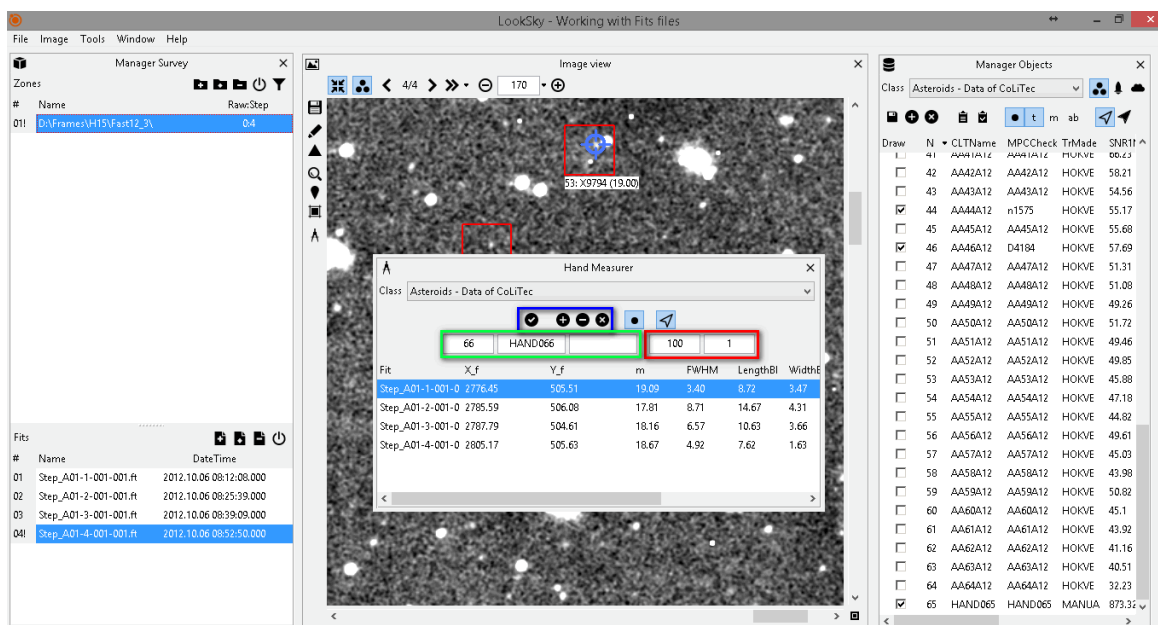 LookSky - Working with Fits files
File Image Tools Window Help
Manager Survey
Zones
# Name Raw:Step
01! D:\Frames\H15\Fast12_3\ 0:4
Fits
# Name DateTime
01 Step_A01-1-001-001.ft 2012.10.06 08:12:08.000
02 Step_A01-2-001-001.ft 2012.10.06 08:25:39.000
03 Step_A01-3-001-001.ft 2012.10.06 08:39:09.000
04! Step_A01-4-001-001.ft 2012.10.06 08:52:50.000
Image view
4/4 170
53: X9794 (19.00)
Hand Measurer
Class Asteroids - Data of CoLiTec
66 HAND066 100 1
Fit X_f Y_f m FWHM LengthBl WidthB
Step_A01-1-001-0 2776.45 505.51 19.09 3.40 8.72 3.47
Step_A01-2-001-0 2785.59 506.08 17.81 8.71 14.67 4.31
Step_A01-3-001-0 2787.79 504.61 18.16 6.57 10.63 3.66
Step_A01-4-001-0 2805.17 505.63 18.67 4.92 7.62 1.63
Manager Objects
Class Asteroids - Data of CoLiTec
t m ab
Draw N CLTName MPCCheck TrMade SNR1f
41 AA41A12 AA41A12 HOKVE 66.23
42 AA42A12 AA42A12 HOKVE 58.21
43 AA43A12 AA43A12 HOKVE 54.56
44 AA44A12 n1575 HOKVE 55.17
45 AA45A12 AA45A12 HOKVE 55.68
46 AA46A12 D4184 HOKVE 57.69
47 AA47A12 AA47A12 HOKVE 51.31
48 AA48A12 AA48A12 HOKVE 51.08
49 AA49A12 AA49A12 HOKVE 49.26
50 AA50A12 AA50A12 HOKVE 51.72
51 AA51A12 AA51A12 HOKVE 49.46
52 AA52A12 AA52A12 HOKVE 49.85
53 AA53A12 AA53A12 HOKVE 45.88
54 AA54A12 AA54A12 HOKVE 47.18
55 AA55A12 AA55A12 HOKVE 44.82
56 AA56A12 AA56A12 HOKVE 49.61
57 AA57A12 AA57A12 HOKVE 45.03
58 AA58A12 AA58A12 HOKVE 43.98
59 AA59A12 AA59A12 HOKVE 50.82
60 AA60A12 AA60A12 HOKVE 45.1
61 AA61A12 AA61A12 HOKVE 43.92
62 AA62A12 AA62A12 HOKVE 41.16
63 AA63A12 AA63A12 HOKVE 40.51
64 AA64A12 AA64A12 HOKVE 32.23
65 HAND065 HAND065 MANUA 873.32